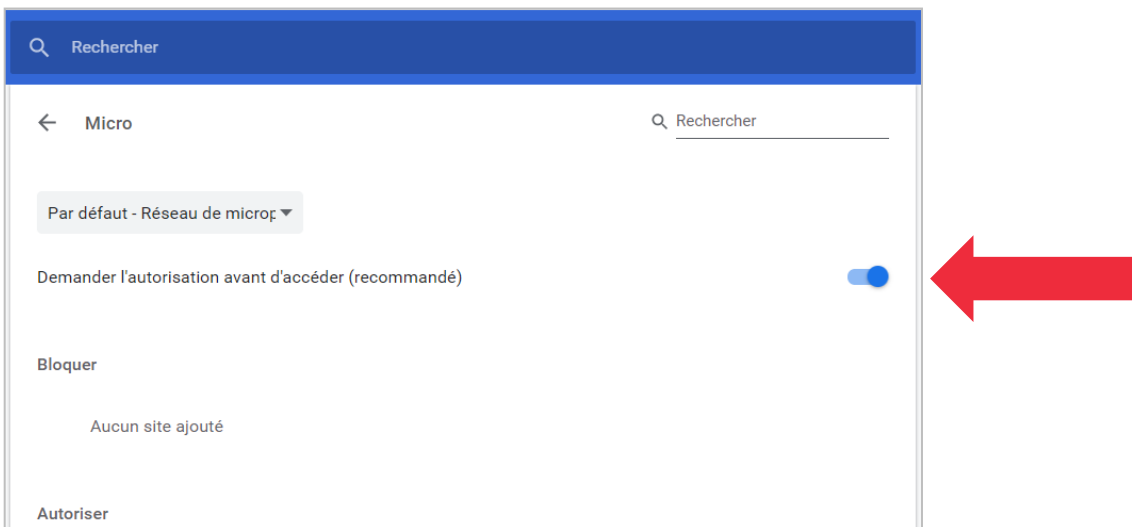 Rechercher
Micro
Rechercher
Par défaut - Réseau de microp
Demander l'autorisation avant d'accéder (recommandé)
Bloquer
Aucun site ajouté
Autoriser